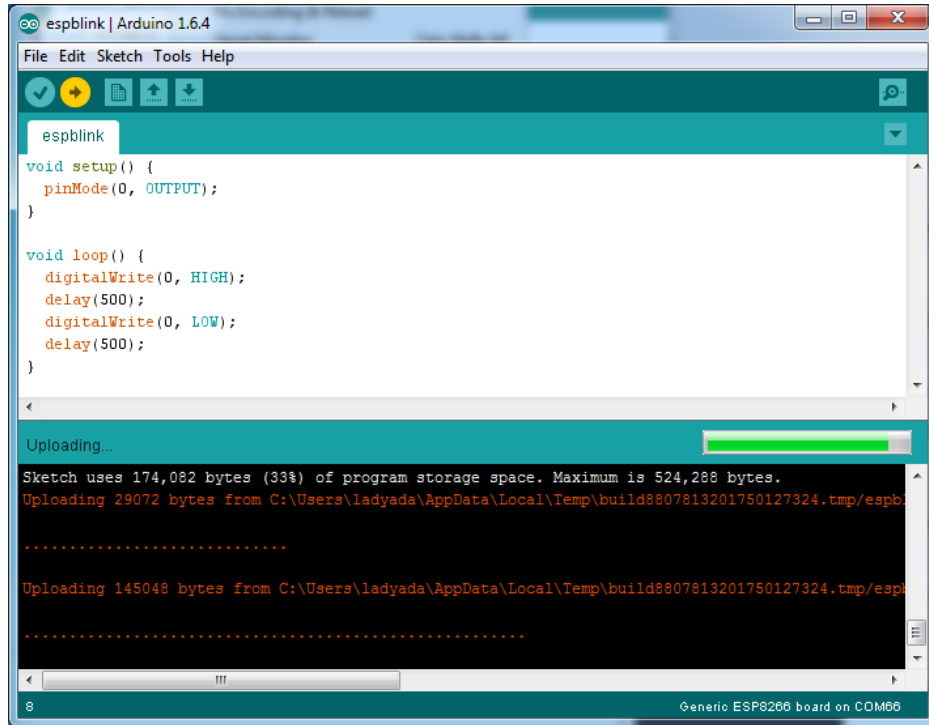 espblink | Arduino 1.6.4
File Edit Sketch Tools Help
espblink
void setup() {
  pinMode(0, OUTPUT);
}

void loop() {
  digitalWrite(0, HIGH);
  delay(500);
  digitalWrite(0, LOW);
  delay(500);
}
Uploading...
Sketch uses 174,082 bytes (33%) of program storage space. Maximum is 524,288 bytes.
Uploading 29072 bytes from C:\Users\ladyada\AppData\Local\Temp\build8807813201750127324.tmp/espbl
.............................
Uploading 145048 bytes from C:\Users\ladyada\AppData\Local\Temp\build8807813201750127324.tmp/espb
.......................................................
8
Generic ESP8266 board on COM66